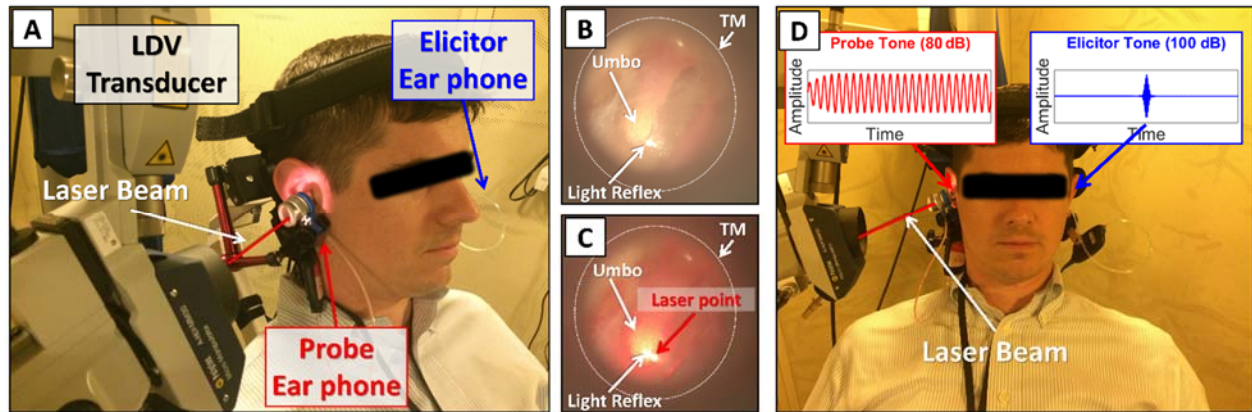 A
LDV
Transducer
Elicitor
Ear phone
Laser Beam
Probe
Ear phone
B
TM
Umbo
Light Reflex
C
TM
Umbo
Laser point
Light Reflex
D
Probe Tone (80 dB)
Amplitude
Time
Elicitor Tone (100 dB)
Amplitude
Time
Laser Beam